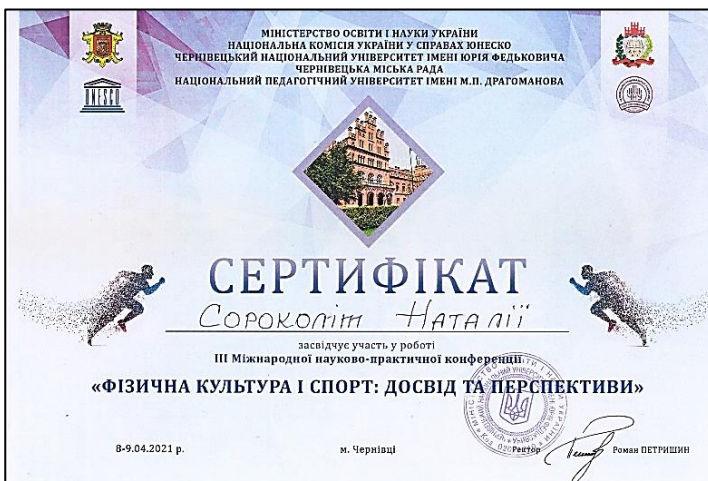 МІНІСТЕРСТВО ОСВІТИ І НАУКИ УКРАЇНИ
НАЦІОНАЛЬНА КОМІСІЯ УКРАЇНИ У СПРАВАХ ЮНЕСКО
ЧЕРНІВЕЦЬКИЙ НАЦІОНАЛЬНИЙ УНІВЕРСИТЕТ ІМЕНІ ЮРІЯ ФЕДЬКОВИЧА
ЧЕРНІВЕЦЬКА МІСЬКА РАДА
НАЦІОНАЛЬНИЙ ПЕДАГОГІЧНИЙ УНІВЕРСИТЕТ ІМЕНІ М.П. ДРАГОМАНОВА
UNESCO
СЕРТИФІКАТ
Сороколіт Наталії
засвідчує участь у роботі
ІІІ Міжнародної науково-практичної конференції
«ФІЗИЧНА КУЛЬТУРА І СПОРТ: ДОСВІД ТА ПЕРСПЕКТИВИ»
8-9.04.2021 р. м. Чернівці Ректор Роман ПЕТРИШИН